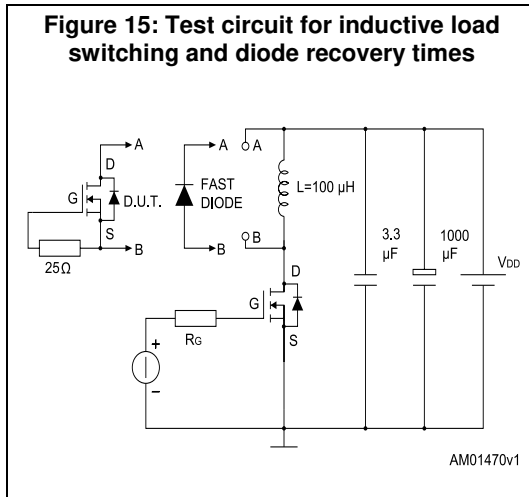 Figure 15: Test circuit for inductive load
switching and diode recovery times
A
A
A
D
G
D.U.T.
FAST
DIODE
L=100 µH
S
B
B
B
25Ω
3.3
µF
1000
µF
VDD
D
G
S
RG
+
−
AM01470v1